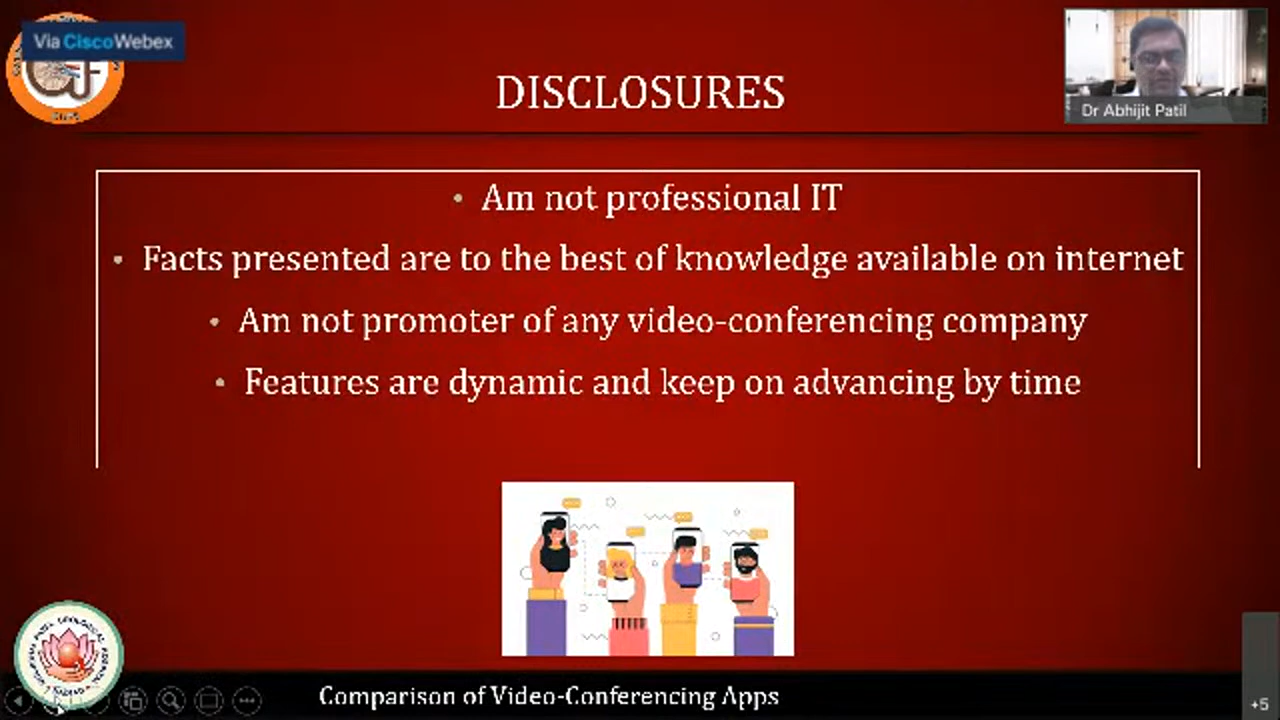 Via CiscoWebex
DISCLOSURES
Dr Abhijit Patil
• Am not professional IT
• Facts presented are to the best of knowledge available on internet
• Am not promoter of any video-conferencing company
• Features are dynamic and keep on advancing by time
Comparison of Video-Conferencing Apps
+5